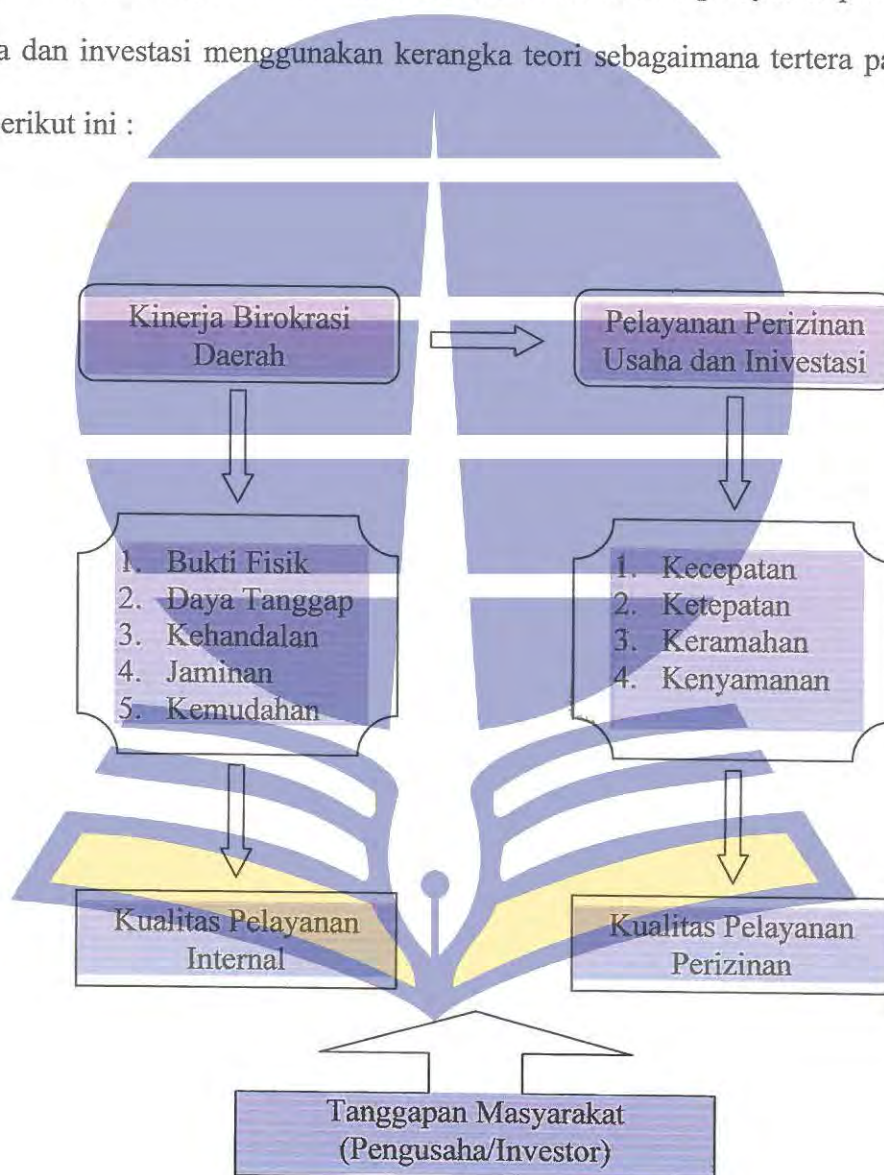 a dan investasi menggunakan kerangka teori sebagaimana tertera pa
erikut ini :
Kinerja Birokrasi
Daerah
Pelayanan Perizinan
Usaha dan Inivestasi
1. Bukti Fisik
2. Daya Tanggap
3. Kehandalan
4. Jaminan
5. Kemudahan
1. Kecepatan
2. Ketepatan
3. Keramahan
4. Kenyamanan
Kualitas Pelayanan
Internal
Kualitas Pelayanan
Perizinan
Tanggapan Masyarakat
(Pengusaha/Investor)